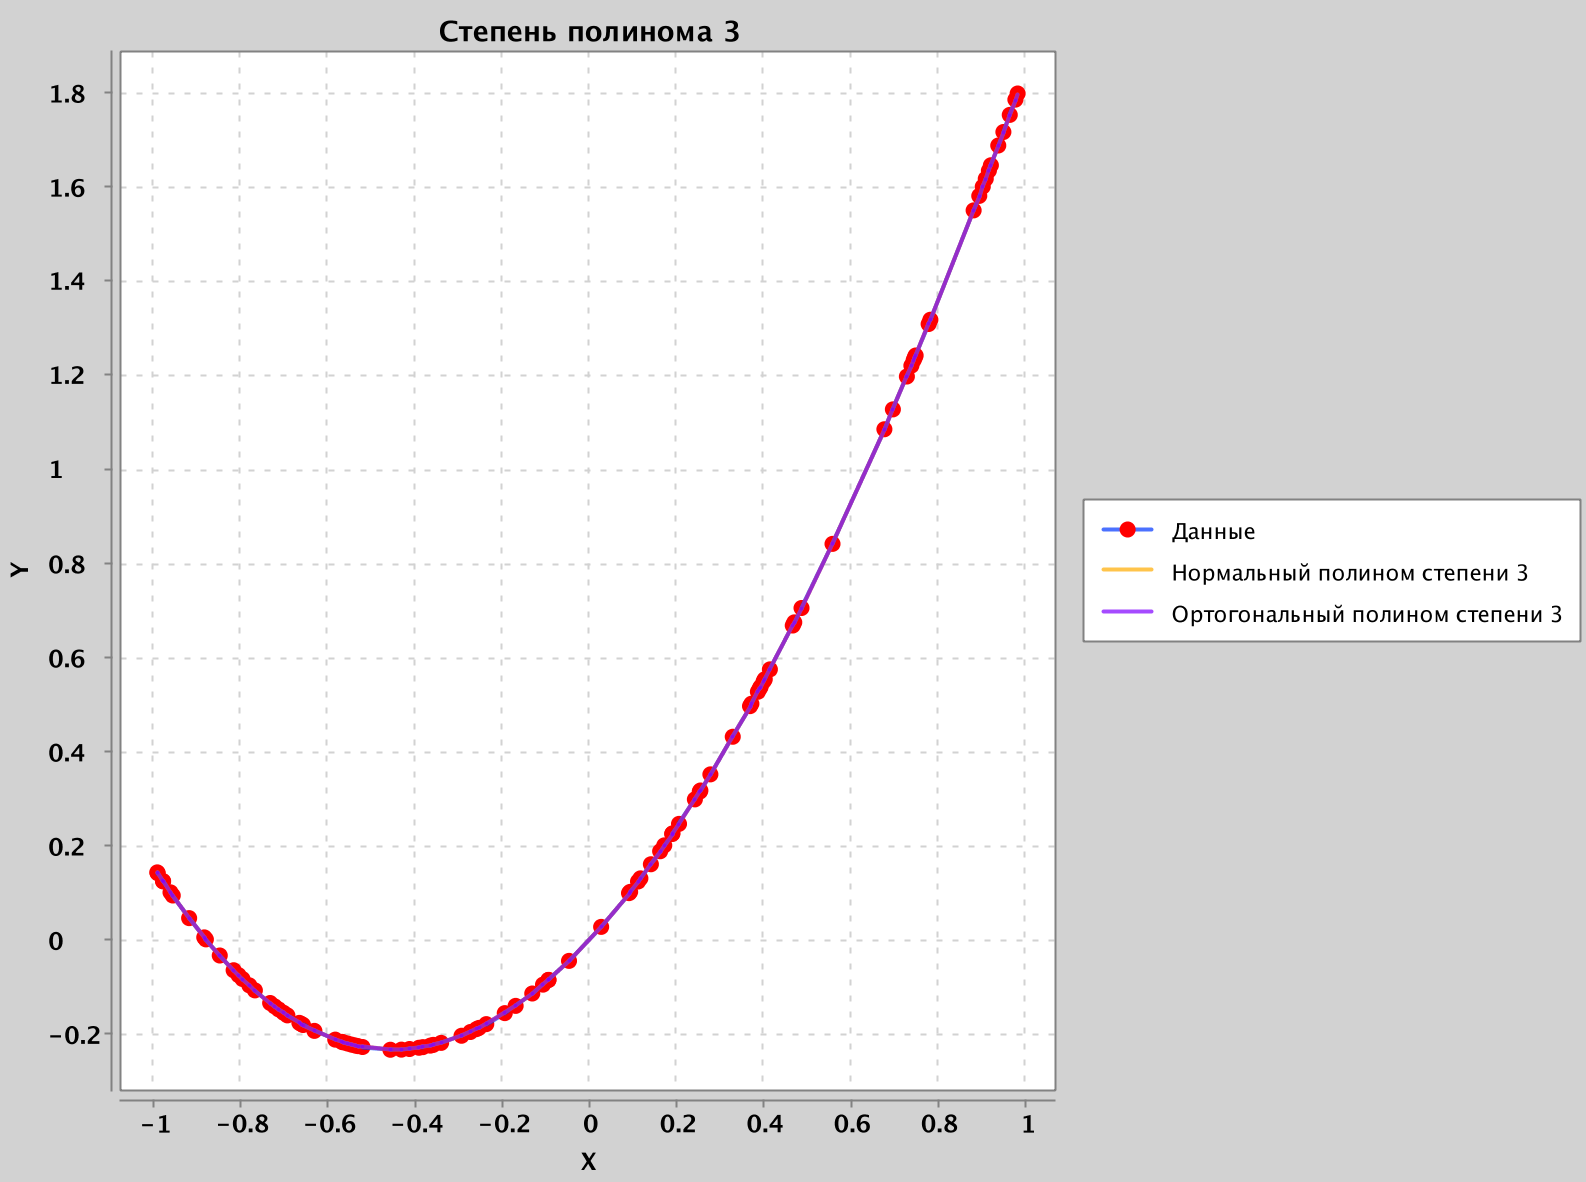 Степень полинома 3
1.8
1.6
1.4
1.2
1
0.8
0.6
0.4
0.2
0
−0.2
Y
−1 −0.8 −0.6 −0.4 −0.2 0 0.2 0.4 0.6 0.8 1
X
Данные
Нормальный полином степени 3
Ортогональный полином степени 3